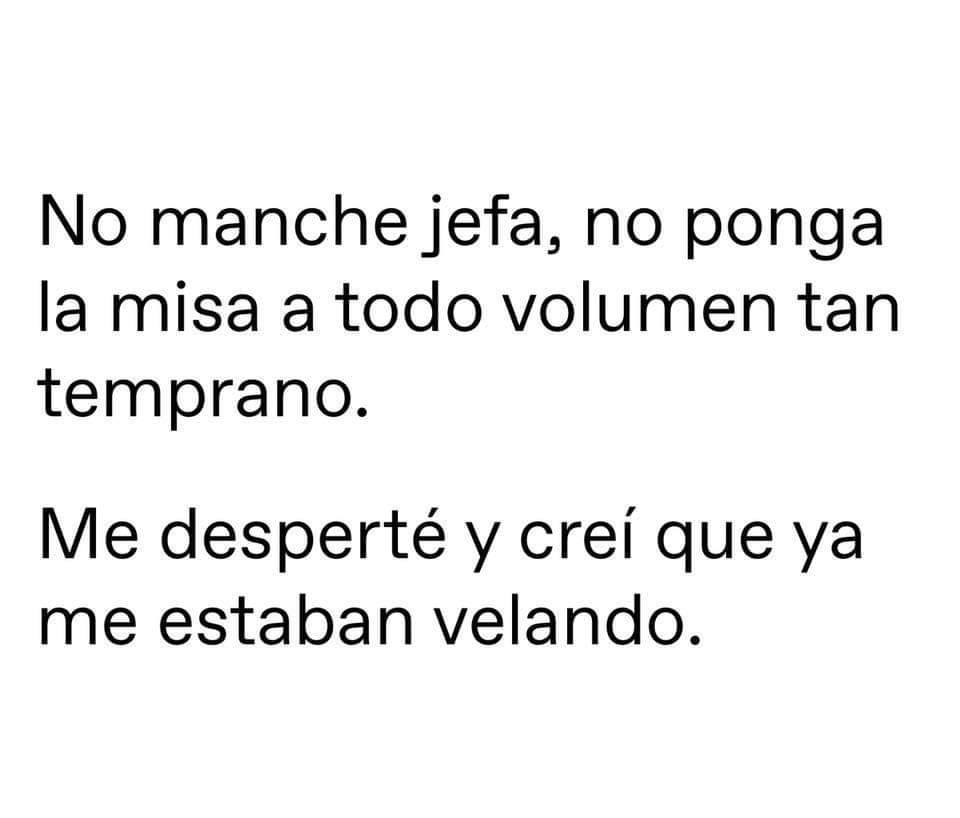 No manche jefa, no ponga
la misa a todo volumen tan
temprano.
Me desperté y creí que ya
me estaban velando.